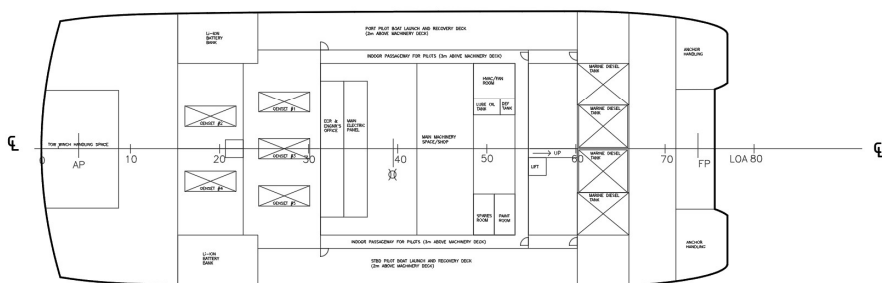 LI-ION
BATTERY
BANK
PORT PILOT BOAT LAUNCH AND RECOVERY DECK
(2m ABOVE MACHINERY DECK)
INDOOR PASSAGEWAY FOR PILOTS (3m ABOVE MACHINERY DECK)
ANCHOR
HANDLING
HVAC/FAN
ROOM
MARINE DIESEL
TANK
LUBE OIL
TANK
DEF
TANK
MARINE DIESEL
TANK
GENSET #1
GENSET #2
ECR &
ENGNR'S
OFFICE
MAIN
ELECTRIC
PANEL
MAIN MACHINERY
SPACE/SHOP
TOW WINCH HANDLING SPACE
GENSET #3
UP
MARINE DIESEL
TANK
℄
0
AP
10
20
30
40
50
60
70
FP
LOA 80
℄
LIFT
GENSET #4
GENSET #5
MARINE DIESEL
TANK
SPARES
ROOM
PAINT
ROOM
INDOOR PASSAGEWAY FOR PILOTS (3m ABOVE MACHINERY DECK)
LI-ION
BATTERY
BANK
STBD PILOT BOAT LAUNCH AND RECOVERY DECK
(2m ABOVE MACHINERY DECK)
ANCHOR
HANDLING